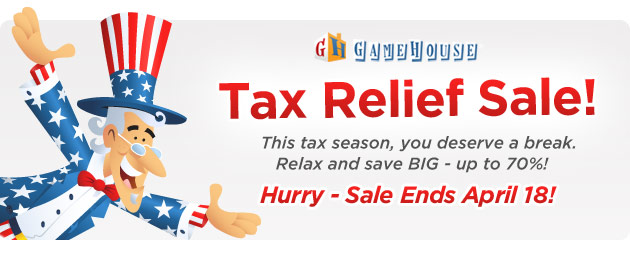 GH GAMEHOUSE
Tax Relief Sale!
This tax season, you deserve a break.
Relax and save BIG - up to 70%!
Hurry - Sale Ends April 18!